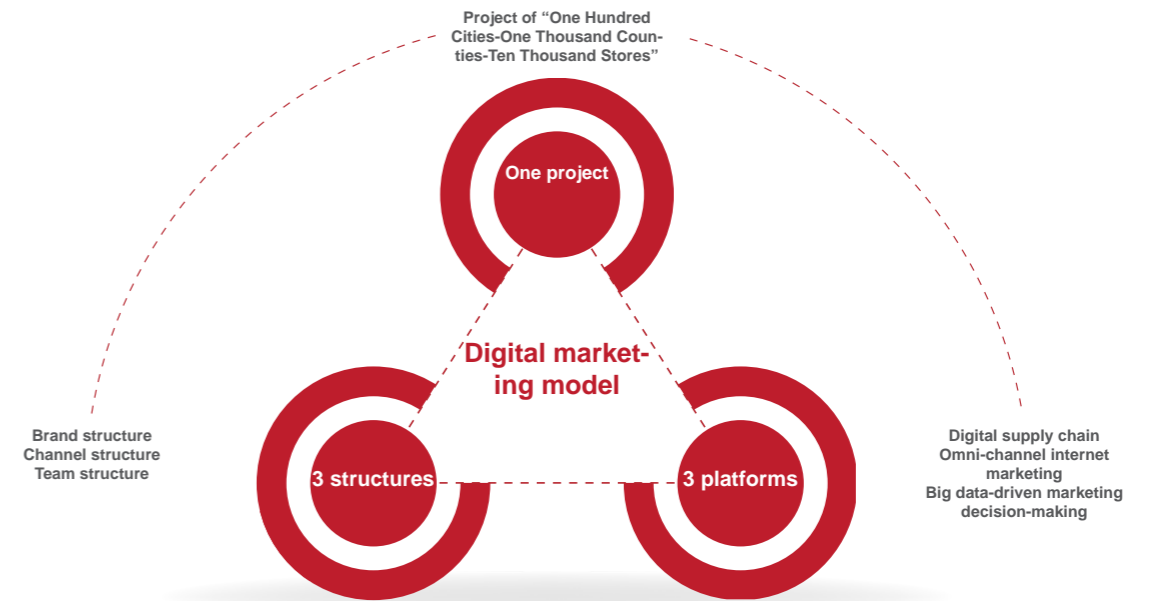 Project of “One Hundred
Cities-One Thousand Coun-
ties-Ten Thousand Stores”
One project
Digital market-
ing model
Brand structure
Channel structure
Team structure
3 structures
3 platforms
Digital supply chain
Omni-channel internet
marketing
Big data-driven marketing
decision-making